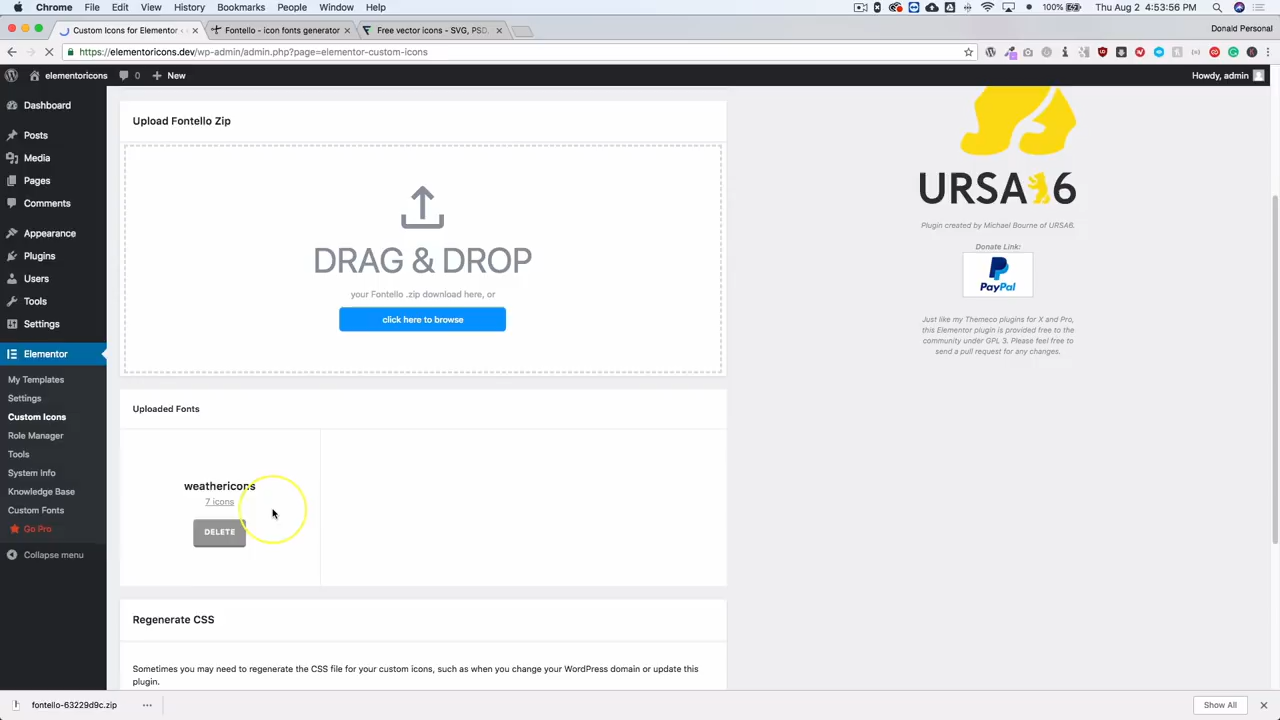 Chrome File Edit View History Bookmarks People Window Help
100% Thu Aug 2 4:53:56 PM
Custom Icons for Elementor
Fontello - icon fonts generator
Free vector icons - SVG, PSD,
Donald Personal
https://elementoricons.dev/wp-admin/admin.php?page=elementor-custom-icons
elementoricons 0 New
Howdy, admin
Dashboard
Posts
Media
Pages
Comments
Appearance
Plugins
Users
Tools
Settings
Elementor
My Templates
Settings
Custom Icons
Role Manager
Tools
System Info
Knowledge Base
Custom Fonts
Go Pro
Collapse menu
Upload Fontello Zip
DRAG & DROP
your Fontello .zip download here, or
click here to browse
Uploaded Fonts
weathericons
7 icons
DELETE
Regenerate CSS
Sometimes you may need to regenerate the CSS file for your custom icons, such as when you change your WordPress domain or update this
plugin.
URSA6
Plugin created by Michael Bourne of URSA6.
Donate Link:
PayPal
Just like my Themeco plugins for X and Pro,
this Elementor plugin is provided free to the
community under GPL 3. Please feel free to
send a pull request for any changes.
fontello-63229d9c.zip
Show All